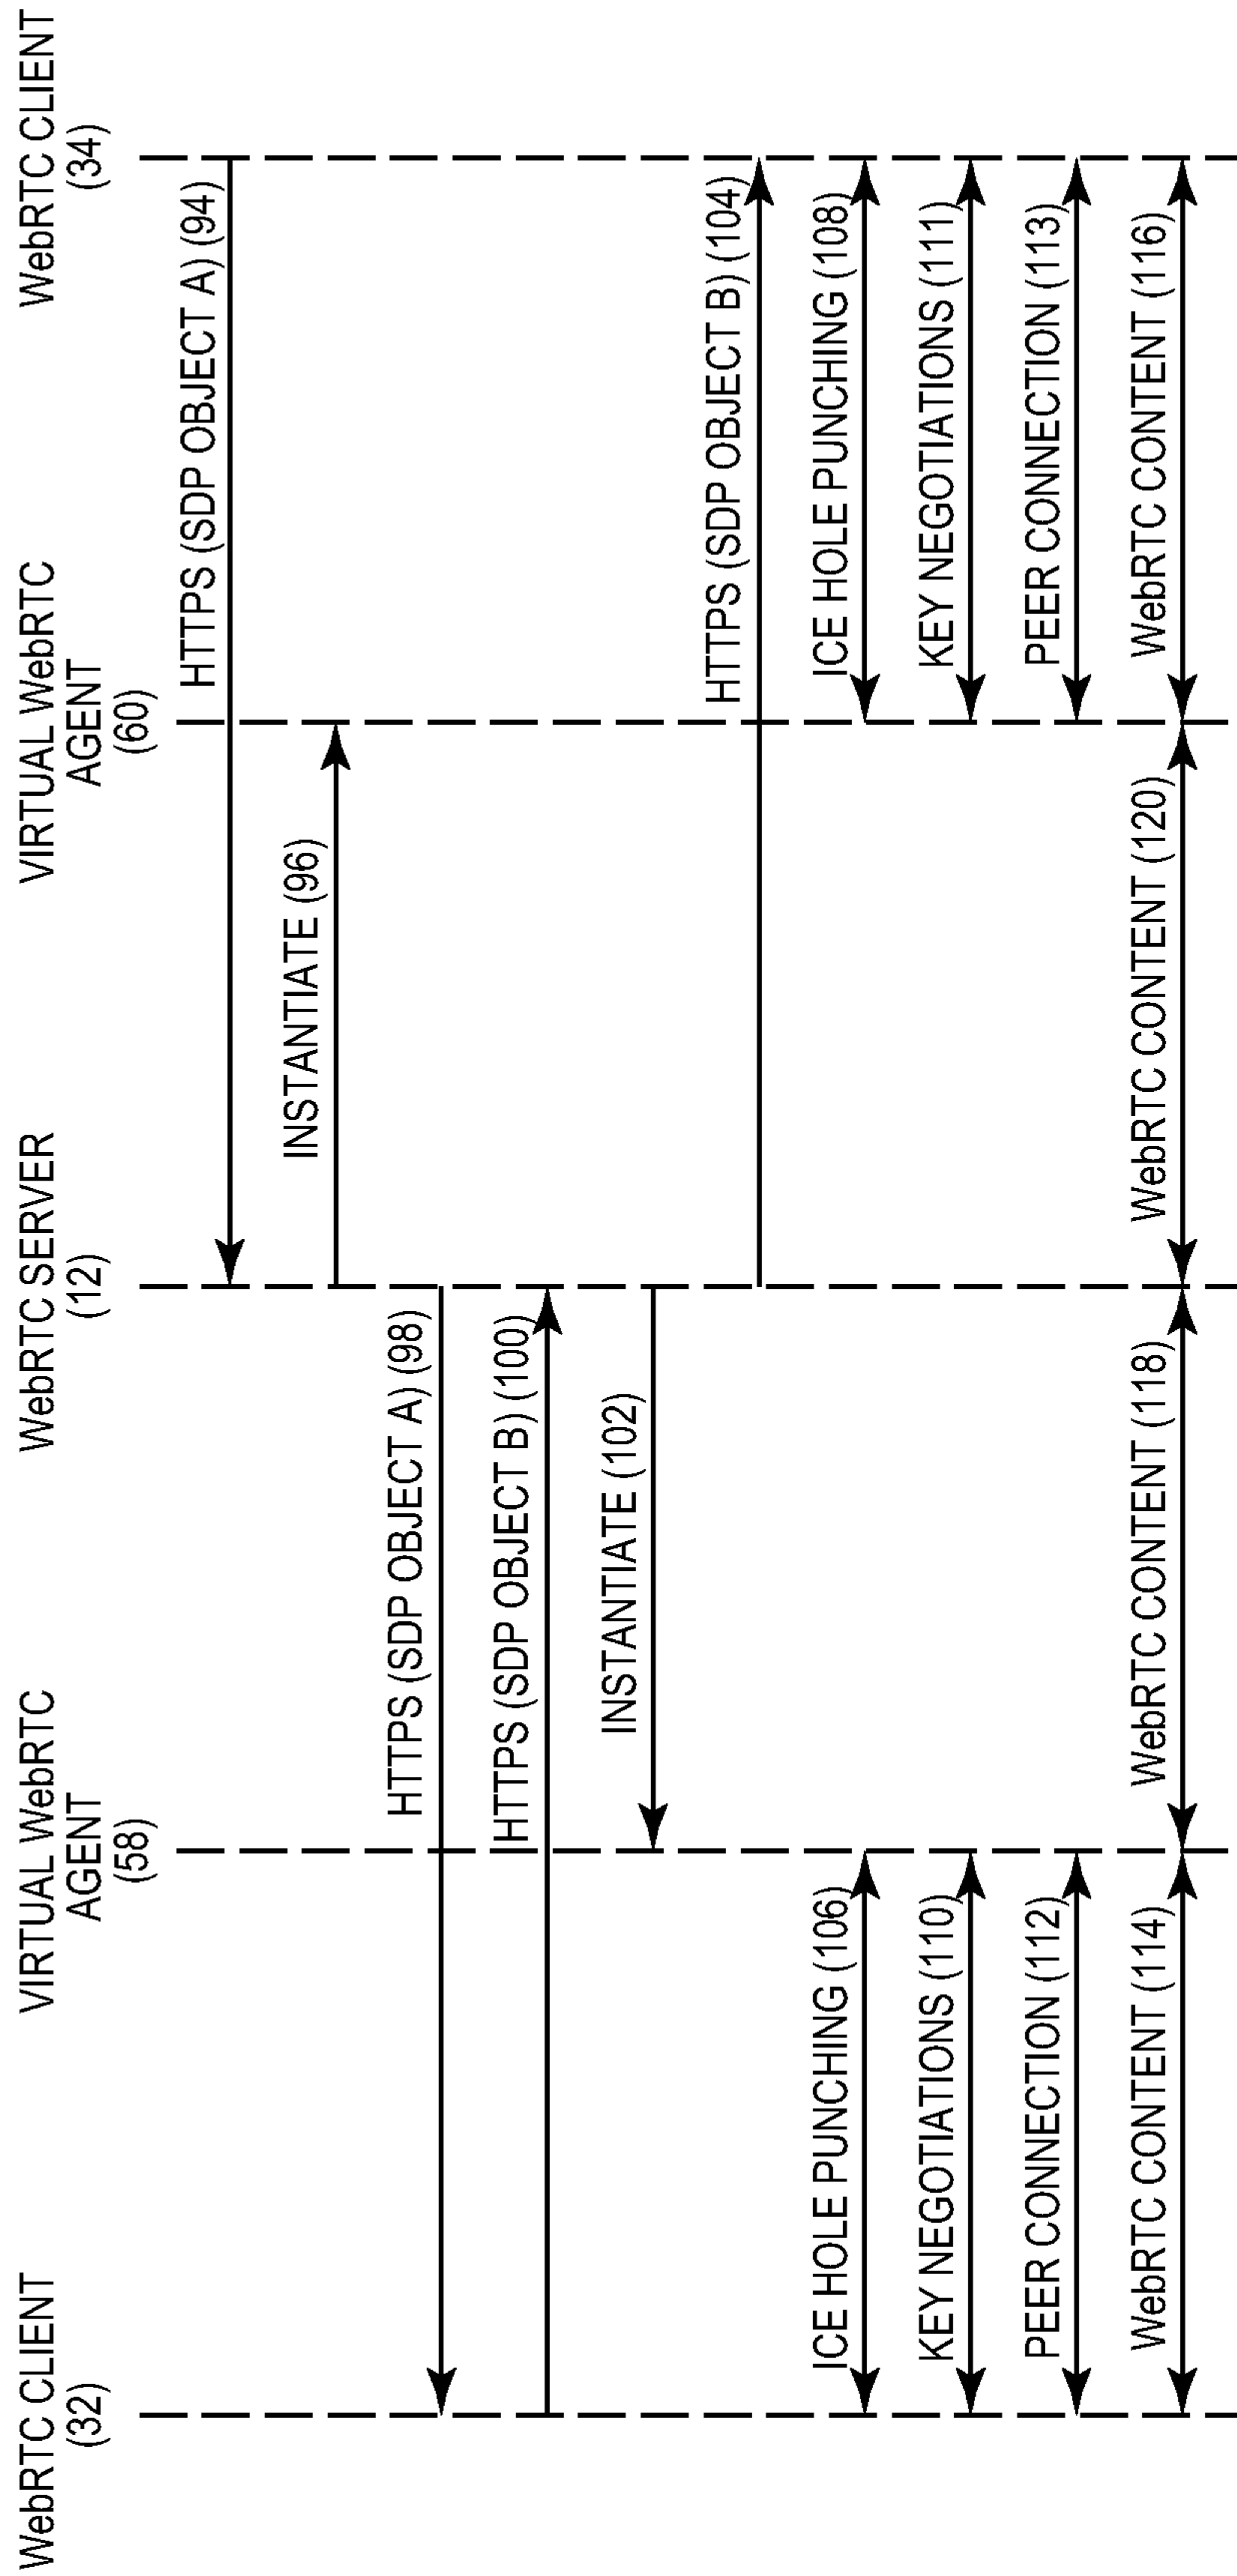 WebRTC CLIENT
(32)
VIRTUAL WebRTC
AGENT
(58)
WebRTC SERVER
(12)
VIRTUAL WebRTC
AGENT
(60)
WebRTC CLIENT
(34)
HTTPS (SDP OBJECT A) (94)
INSTANTIATE (96)
HTTPS (SDP OBJECT A) (98)
HTTPS (SDP OBJECT B) (100)
INSTANTIATE (102)
HTTPS (SDP OBJECT B) (104)
ICE HOLE PUNCHING (106)
ICE HOLE PUNCHING (108)
KEY NEGOTIATIONS (110)
KEY NEGOTIATIONS (111)
PEER CONNECTION (112)
PEER CONNECTION (113)
WebRTC CONTENT (114)
WebRTC CONTENT (118)
WebRTC CONTENT (120)
WebRTC CONTENT (116)